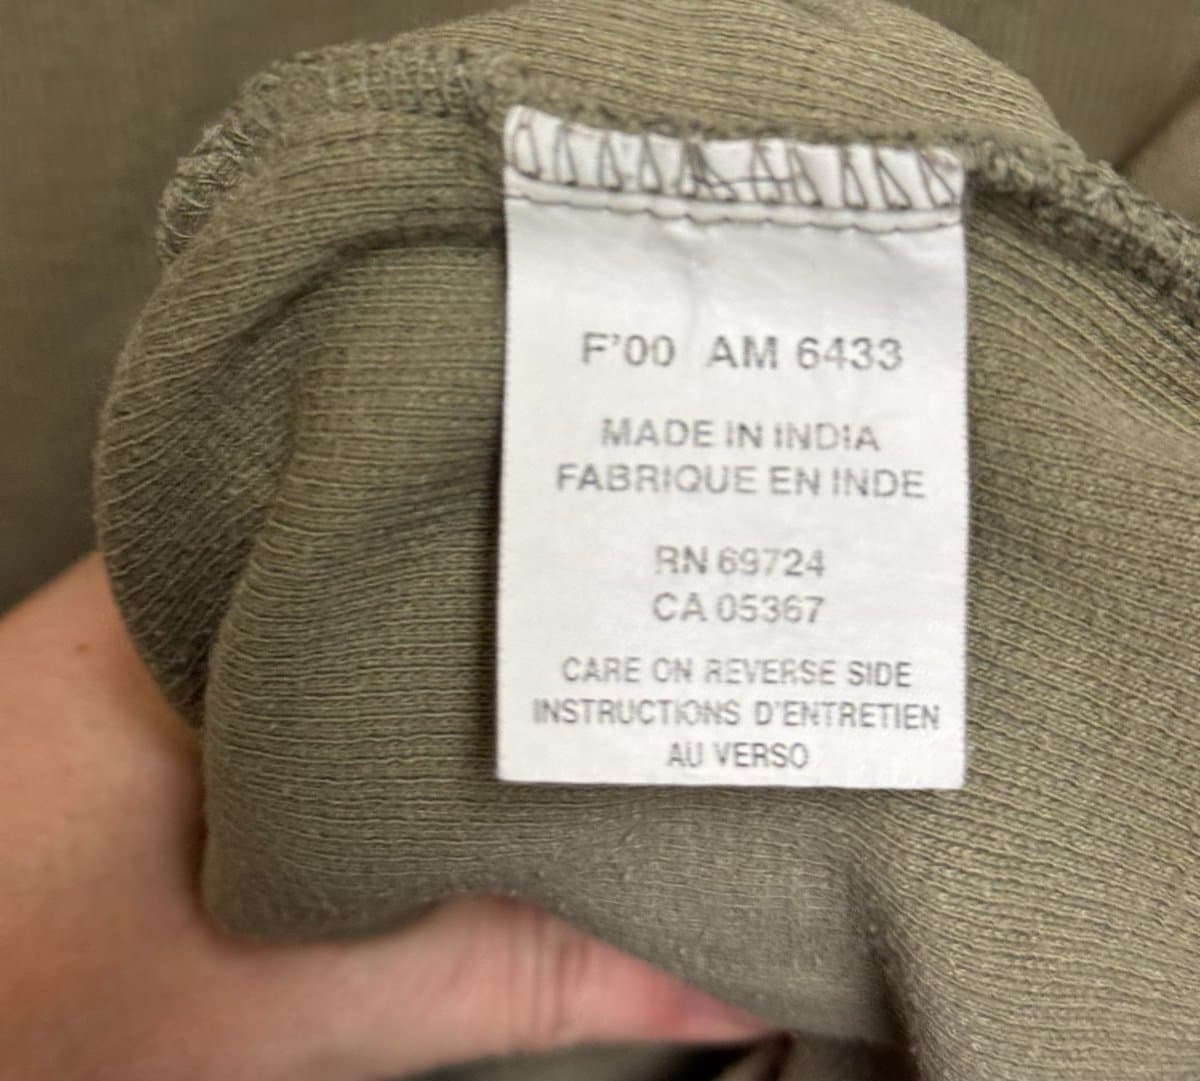 F'00 AM 6433
MADE IN INDIA
FABRIQUE EN INDE
RN 69724
CA 05367
CARE ON REVERSE SIDE
INSTRUCTIONS D'ENTRETIEN
AU VERSO